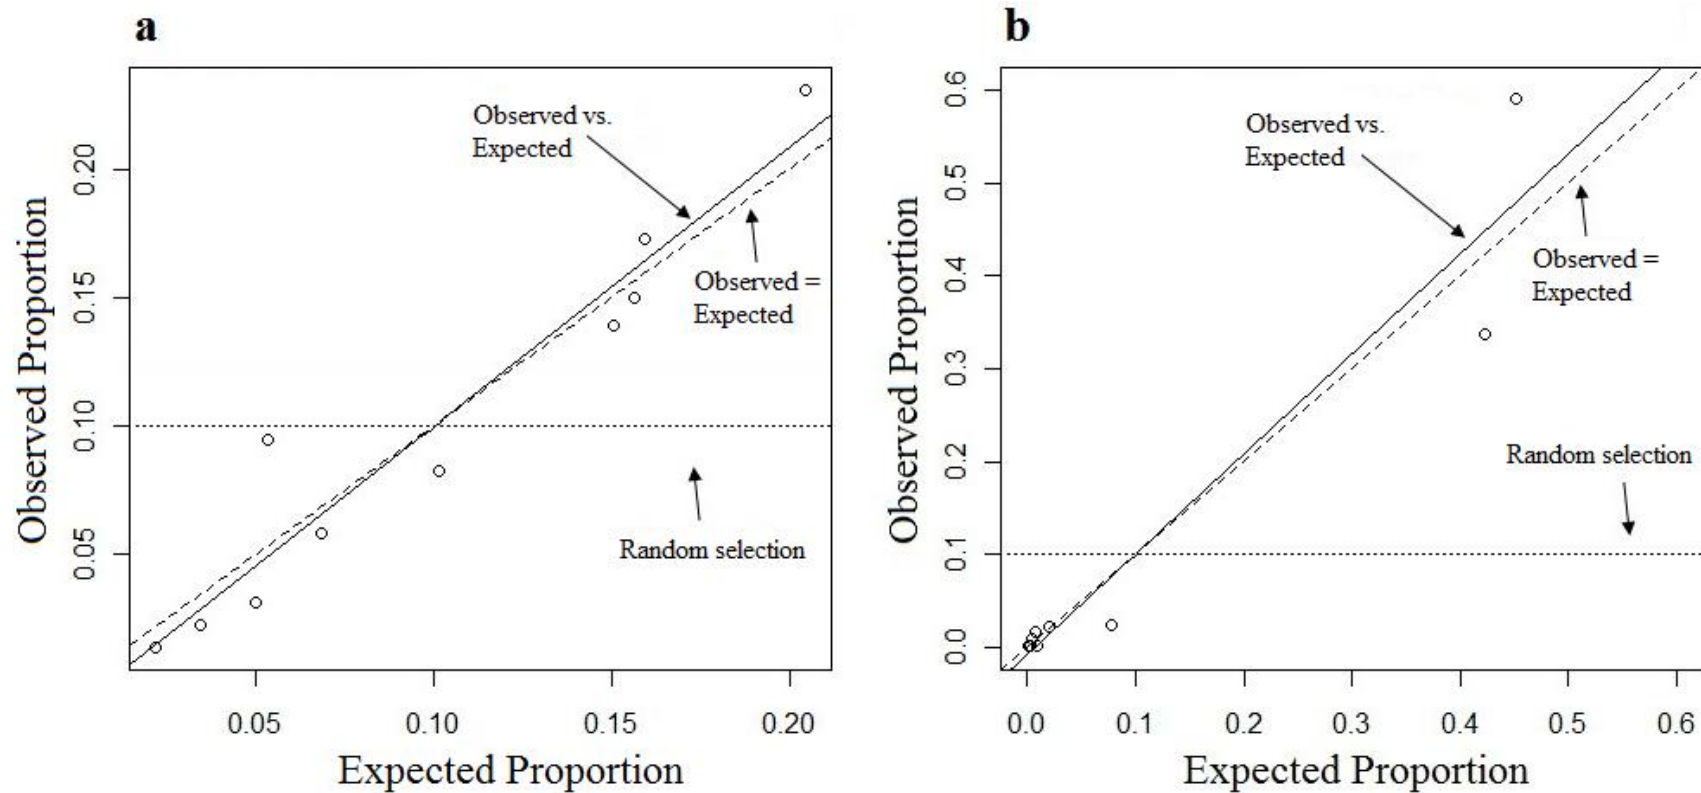 a
Observed vs.
Expected
Observed =
Expected
Random selection
0.05
0.10
0.15
0.20
0.05
0.10
0.15
0.20
Observed Proportion
Expected Proportion
b
Observed vs.
Expected
Observed =
Expected
Random selection
0.0
0.1
0.2
0.3
0.4
0.5
0.6
0.0
0.1
0.2
0.3
0.4
0.5
0.6
Observed Proportion
Expected Proportion